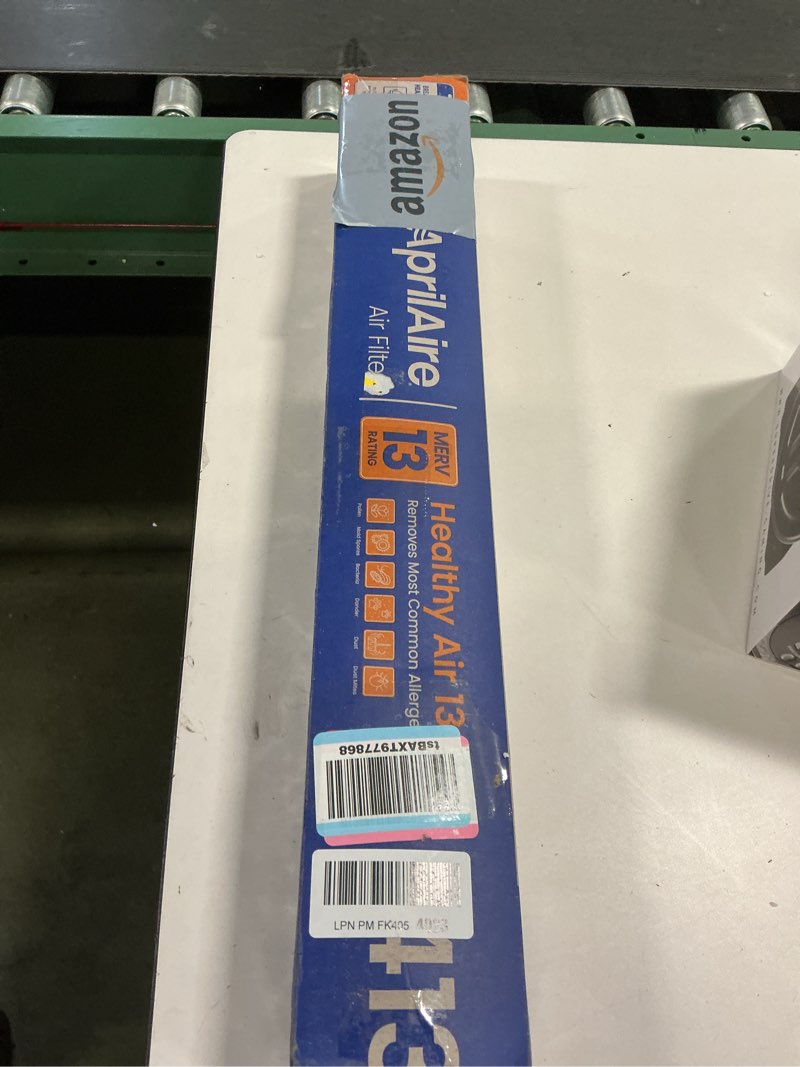 amazon
AprilAire
Air Filte
MERV
13
RATING
Healthy Air 13
Removes Most Common Allerge
Pollen
Mold Spores
Bacteria
Dander
Dust
Dust Mites
tsBAXT977868
LPN PM FK405
413